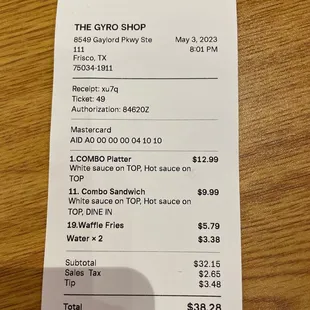 THE GYRO SHOP
8549 Gaylord Pkwy Ste May 3, 2023
111 8:01 PM
Frisco, TX
75034-1911
Receipt: xu7q
Ticket: 49
Authorization: 84620Z
Mastercard
AID A0 00 00 00 04 10 10
1.COMBO Platter $12.99
White sauce on TOP, Hot sauce on
TOP
11. Combo Sandwich $9.99
White sauce on TOP, Hot sauce on
TOP, DINE IN
19.Waffle Fries $5.79
Water × 2 $3.38
Subtotal $32.15
Sales Tax $2.65
Tip $3.48
Total $38.28